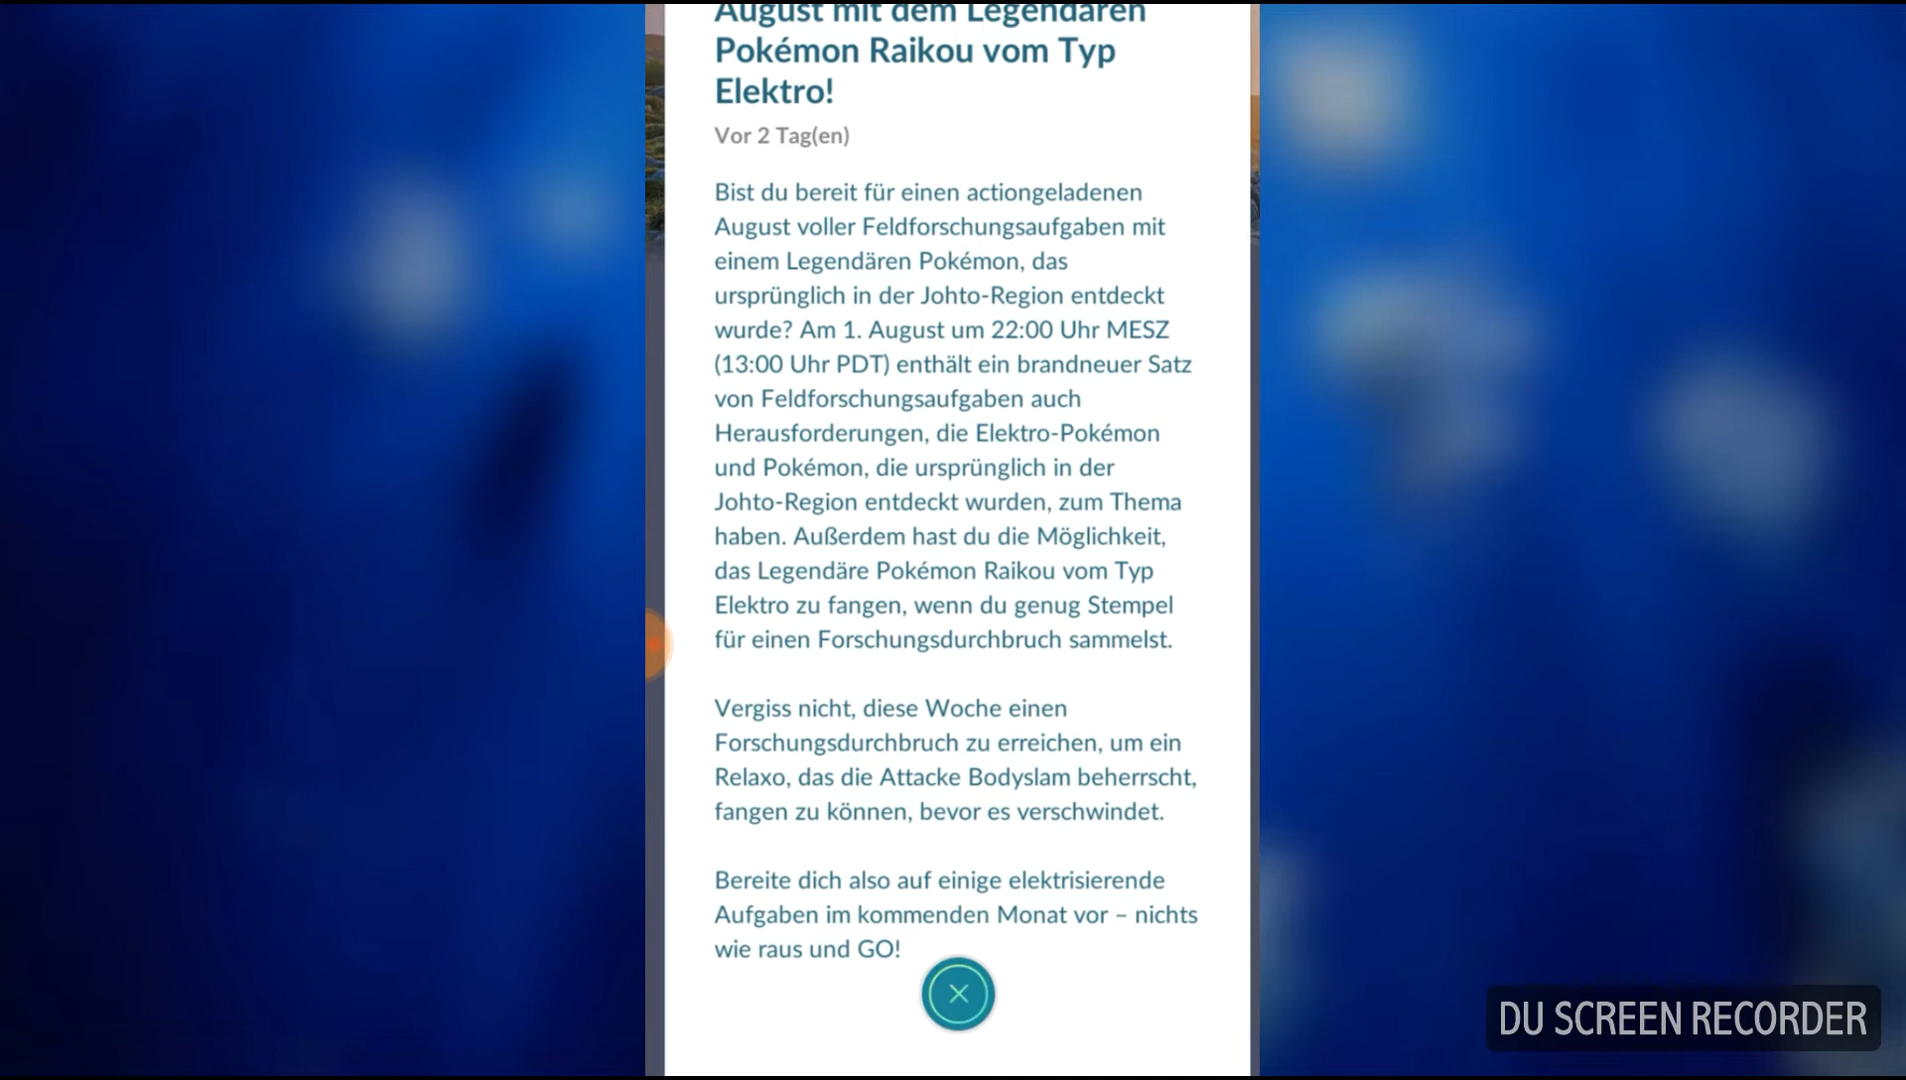 August mit dem Legendären
Pokémon Raikou vom Typ
Elektro!
Vor 2 Tag(en)
Bist du bereit für einen actiongeladenen
August voller Feldforschungsaufgaben mit
einem Legendären Pokémon, das
ursprünglich in der Johto-Region entdeckt
wurde? Am 1. August um 22:00 Uhr MESZ
(13:00 Uhr PDT) enthält ein brandneuer Satz
von Feldforschungsaufgaben auch
Herausforderungen, die Elektro-Pokémon
und Pokémon, die ursprünglich in der
Johto-Region entdeckt wurden, zum Thema
haben. Außerdem hast du die Möglichkeit,
das Legendäre Pokémon Raikou vom Typ
Elektro zu fangen, wenn du genug Stempel
für einen Forschungsdurchbruch sammelst.
Vergiss nicht, diese Woche einen
Forschungsdurchbruch zu erreichen, um ein
Relaxo, das die Attacke Bodyslam beherrscht,
fangen zu können, bevor es verschwindet.
Bereite dich also auf einige elektrisierende
Aufgaben im kommenden Monat vor – nichts
wie raus und GO!
DU SCREEN RECORDER